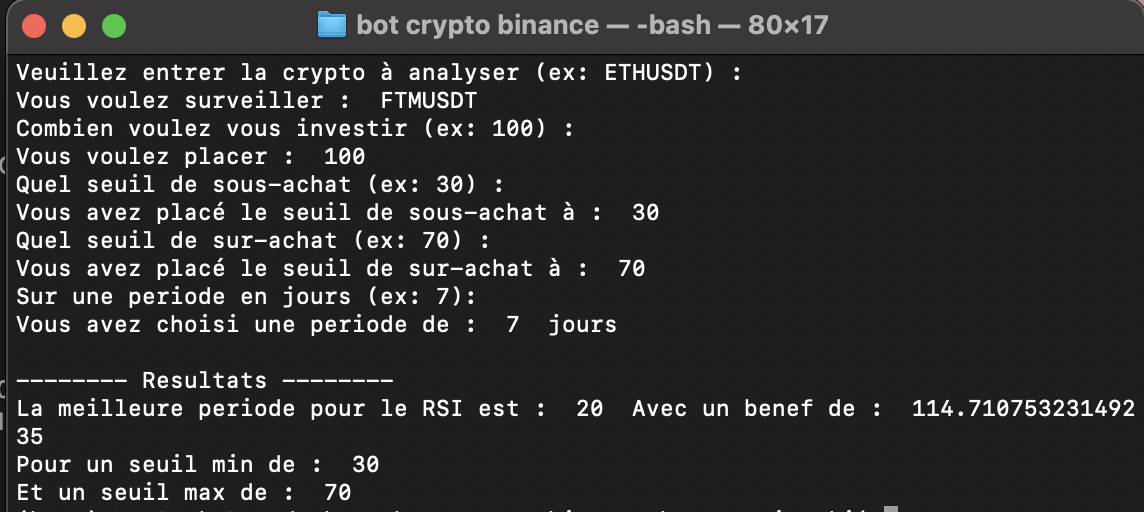 bot crypto binance — -bash — 80×17
Veuillez entrer la crypto à analyser (ex: ETHUSDT) :
Vous voulez surveiller :  FTMUSDT
Combien voulez vous investir (ex: 100) :
Vous voulez placer :  100
Quel seuil de sous-achat (ex: 30) :
Vous avez placé le seuil de sous-achat à :  30
Quel seuil de sur-achat (ex: 70) :
Vous avez placé le seuil de sur-achat à :  70
Sur une periode en jours (ex: 7):
Vous avez choisi une periode de :  7  jours
-------- Resultats --------
La meilleure periode pour le RSI est :  20  Avec un benef de :  114.710753231492
35
Pour un seuil min de :  30
Et un seuil max de :  70